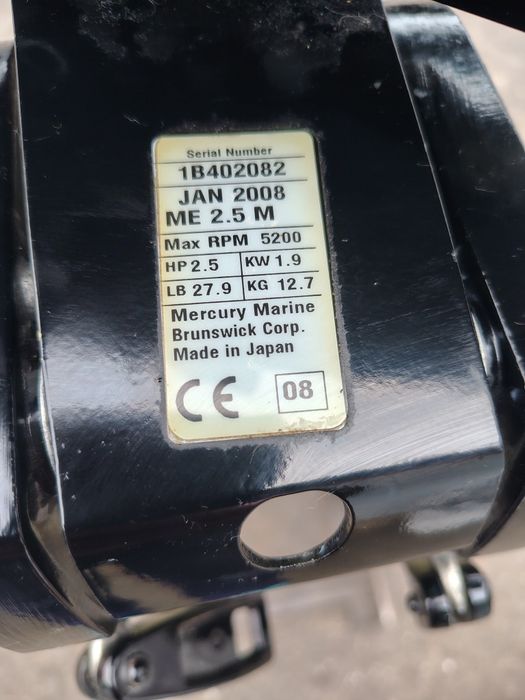 Serial Number
1B402082
JAN 2008
ME 2.5 M
Max RPM 5200
HP 2.5 KW 1.9
LB 27.9 KG 12.7
Mercury Marine
Brunswick Corp.
Made in Japan
CE 08